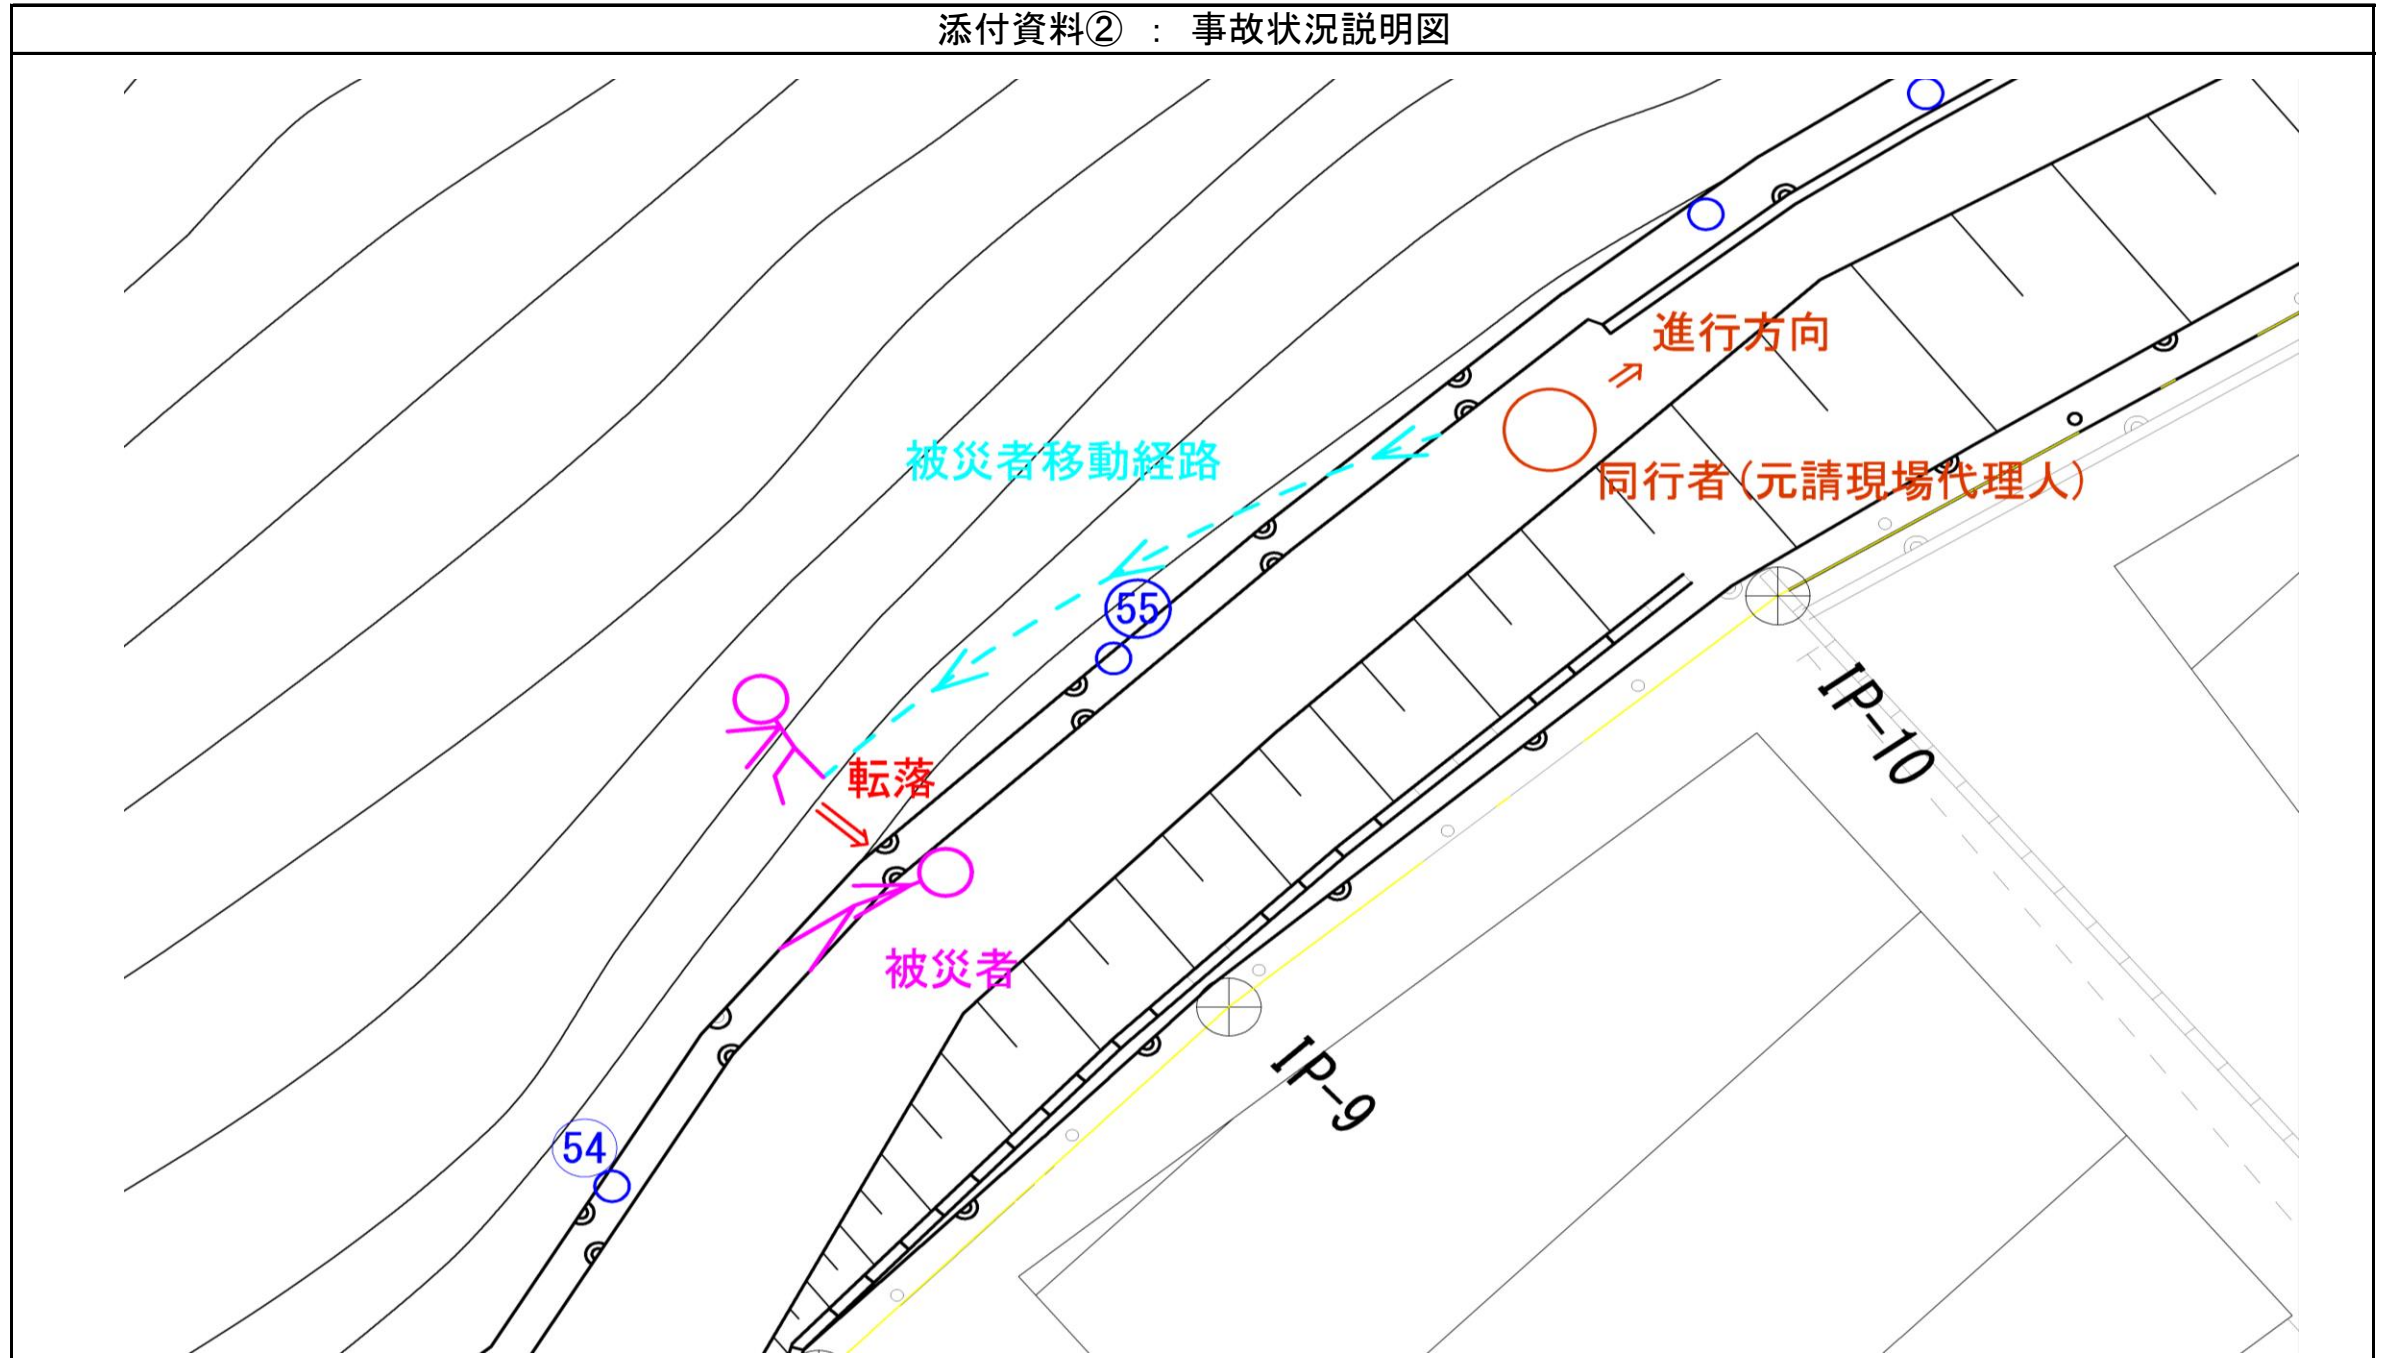 添付資料② : 事故状況説明図
進行方向
被災者移動経路
同行者(元請現場代理人)
55
転落
IP-10
被災者
IP-9
54